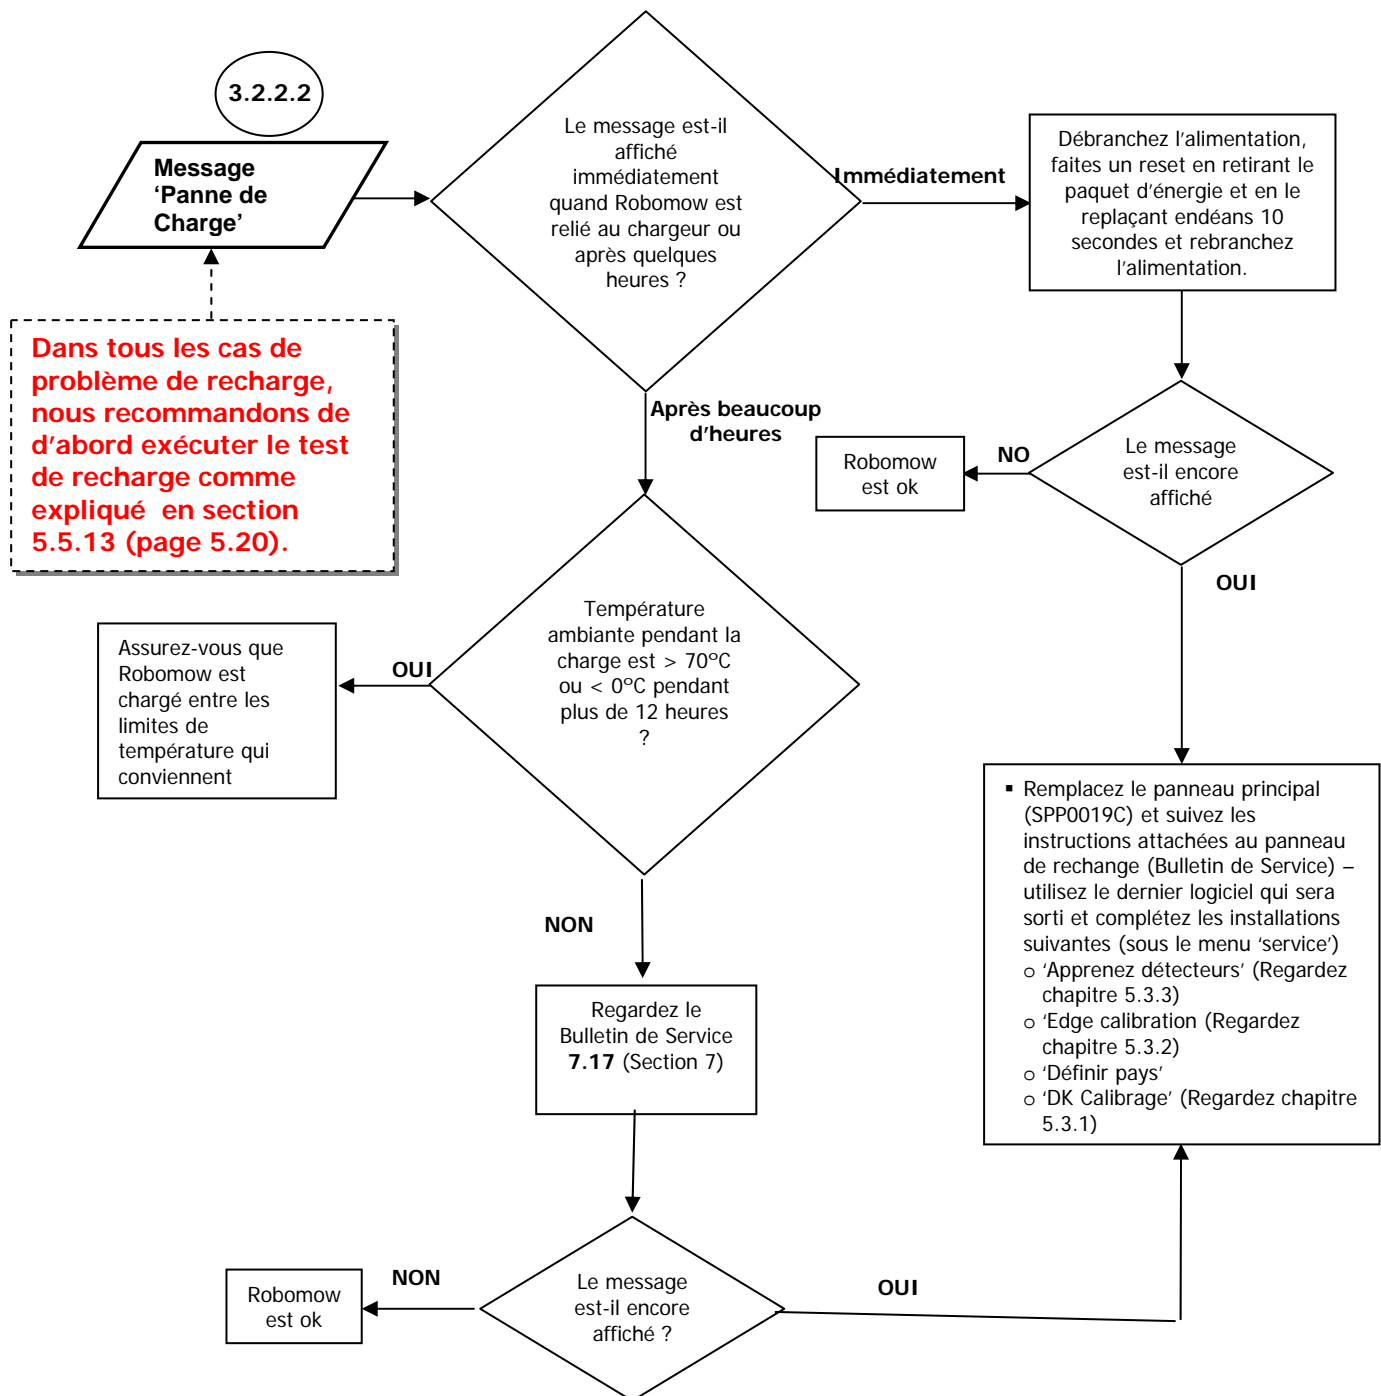 3.2.2.2
Message
‘Panne de
Charge’
Le message est-il
affiché
immédiatement
quand Robomow est
relié au chargeur ou
après quelques
heures ?
Immédiatement
Débranchez l’alimentation,
faites un reset en retirant le
paquet d’énergie et en le
replaçant endéans 10
secondes et rebranchez
l’alimentation.
Dans tous les cas de
problème de recharge,
nous recommandons de
d’abord exécuter le test
de recharge comme
expliqué en section
5.5.13 (page 5.20).
Après beaucoup
d’heures
Robomow
est ok
NO
Le message
est-il encore
affiché
OUI
Température
ambiante pendant la
charge est > 70°C
ou < 0°C pendant
plus de 12 heures
?
OUI
Assurez-vous que
Robomow est
chargé entre les
limites de
température qui
conviennent
NON
Regardez le
Bulletin de Service
7.17 (Section 7)
▪ Remplacez le panneau principal
(SPP0019C) et suivez les
instructions attachées au panneau
de rechange (Bulletin de Service) –
utilisez le dernier logiciel qui sera
sorti et complétez les installations
suivantes (sous le menu ‘service’)
o ‘Apprenez détecteurs’ (Regardez
chapitre 5.3.3)
o ‘Edge calibration (Regardez
chapitre 5.3.2)
o ‘Définir pays’
o ‘DK Calibrage’ (Regardez chapitre
5.3.1)
Robomow
est ok
NON
Le message
est-il encore
affiché ?
OUI